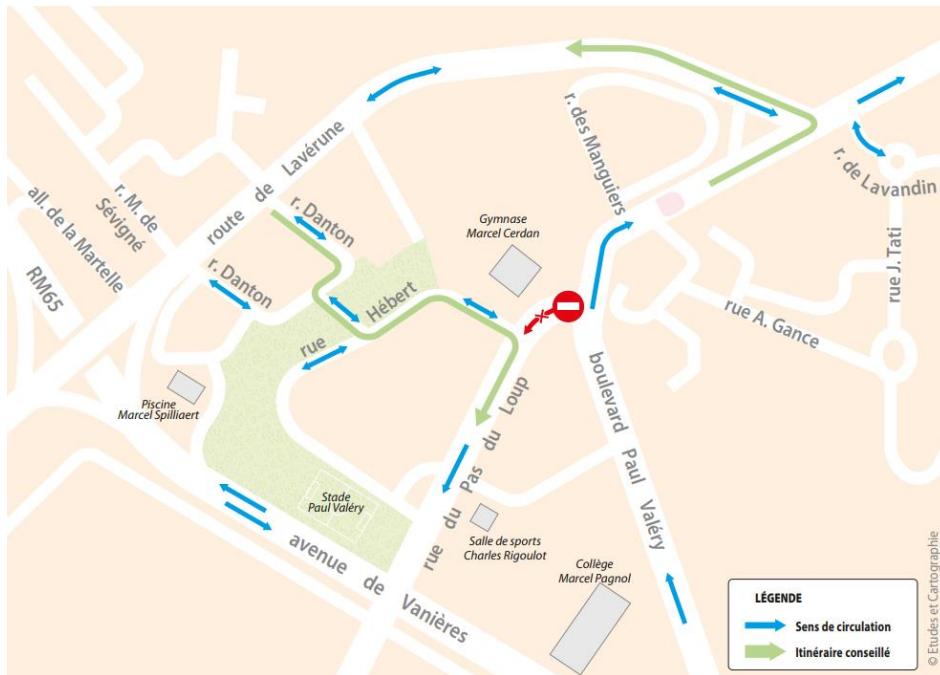 route de Lavérune
r. des Manguiers
r. de Lavandin
r. M. de
Sévigné
all. de la Martelle
RM65
r. Danton
r. Danton
Gymnase
Marcel Cerdan
rue J. Tati
rue A. Gance
rue Hébert
Piscine
Marcel Spilliaert
boulevard Paul Valéry
rue du Pas du Loup
Stade
Paul Valéry
Salle de sports
Charles Rigoulot
avenue de Vanières
Collège
Marcel Pagnol
LÉGENDE
Sens de circulation
Itinéraire conseillé
© Etudes et Cartographie